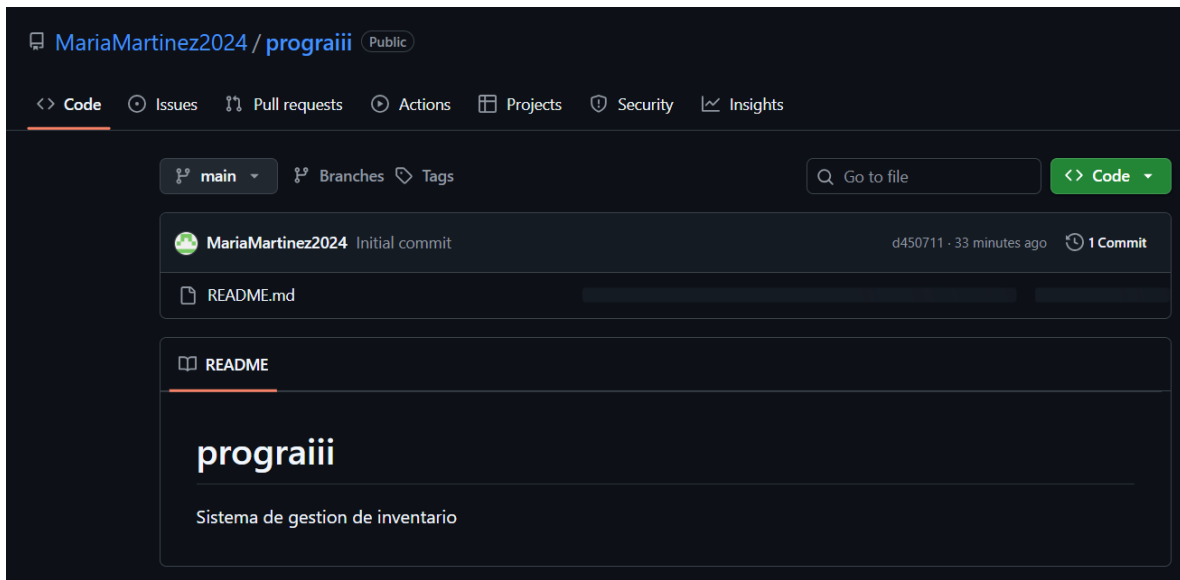 MariaMartinez2024 / prograiii Public
Code Issues Pull requests Actions Projects Security Insights
main Branches Tags Go to file Code
MariaMartinez2024 Initial commit d450711 · 33 minutes ago 1 Commit
README.md
README
prograiii
Sistema de gestion de inventario